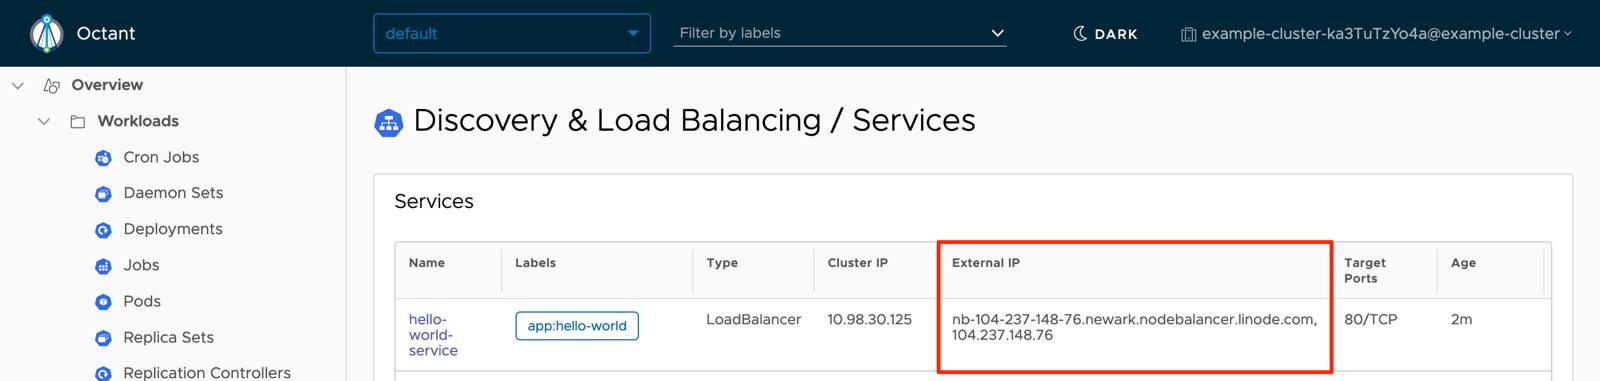 Octant
default
Filter by labels
DARK
example-cluster-ka3TuTzYo4a@example-cluster
Overview
Workloads
Cron Jobs
Daemon Sets
Deployments
Jobs
Pods
Replica Sets
Replication Controllers
Discovery & Load Balancing / Services
Services
Name
Labels
Type
Cluster IP
External IP
Target
Ports
Age
hello-
world-
service
app:hello-world
LoadBalancer
10.98.30.125
nb-104-237-148-76.newark.nodebalancer.linode.com,
104.237.148.76
80/TCP
2m